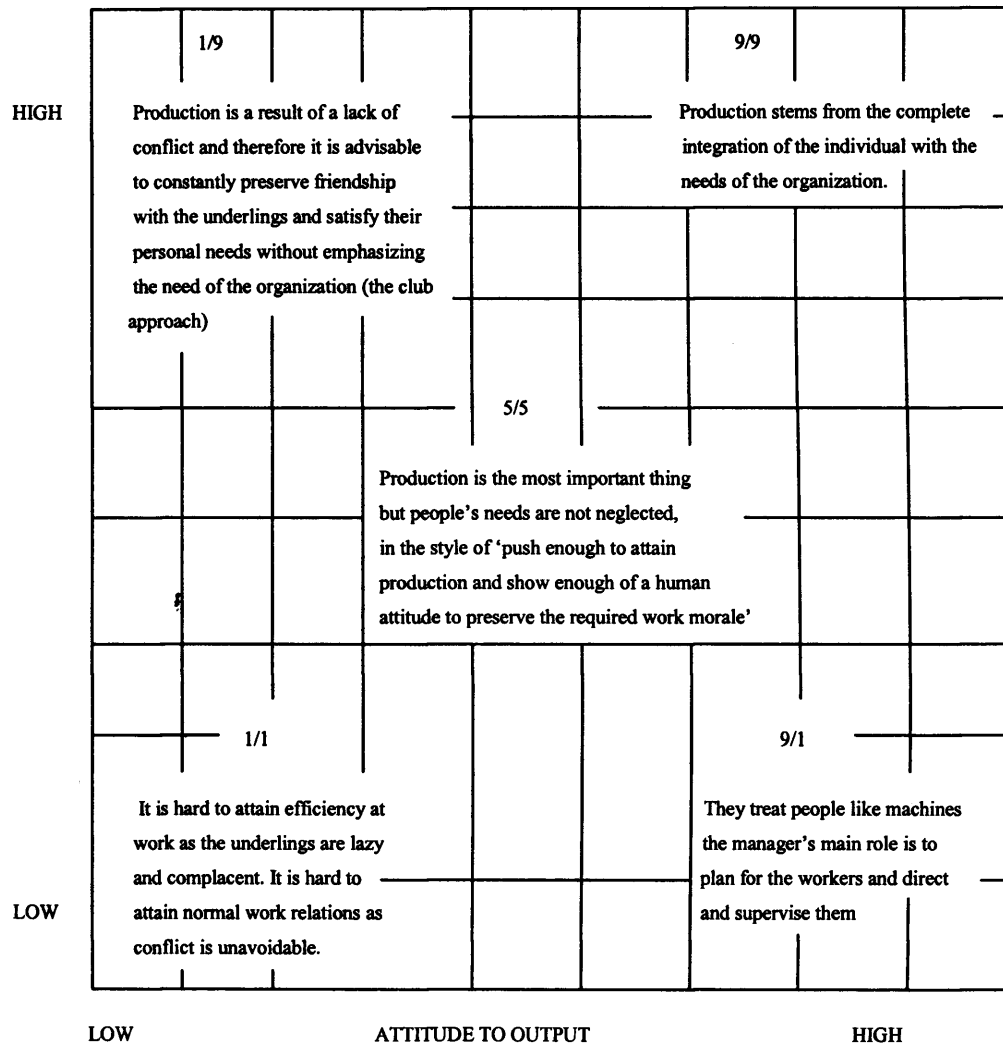 1/9
9/9
HIGH
Production is a result of a lack of
conflict and therefore it is advisable
to constantly preserve friendship
with the underlings and satisfy their
personal needs without emphasizing
the need of the organization (the club
approach)
Production stems from the complete
integration of the individual with the
needs of the organization.
5/5
Production is the most important thing
but people's needs are not neglected,
in the style of 'push enough to attain
production and show enough of a human
attitude to preserve the required work morale'
1/1
9/1
It is hard to attain efficiency at
work as the underlings are lazy
and complacent. It is hard to
attain normal work relations as
conflict is unavoidable.
They treat people like machines
the manager's main role is to
plan for the workers and direct
and supervise them
LOW
LOW
ATTITUDE TO OUTPUT
HIGH